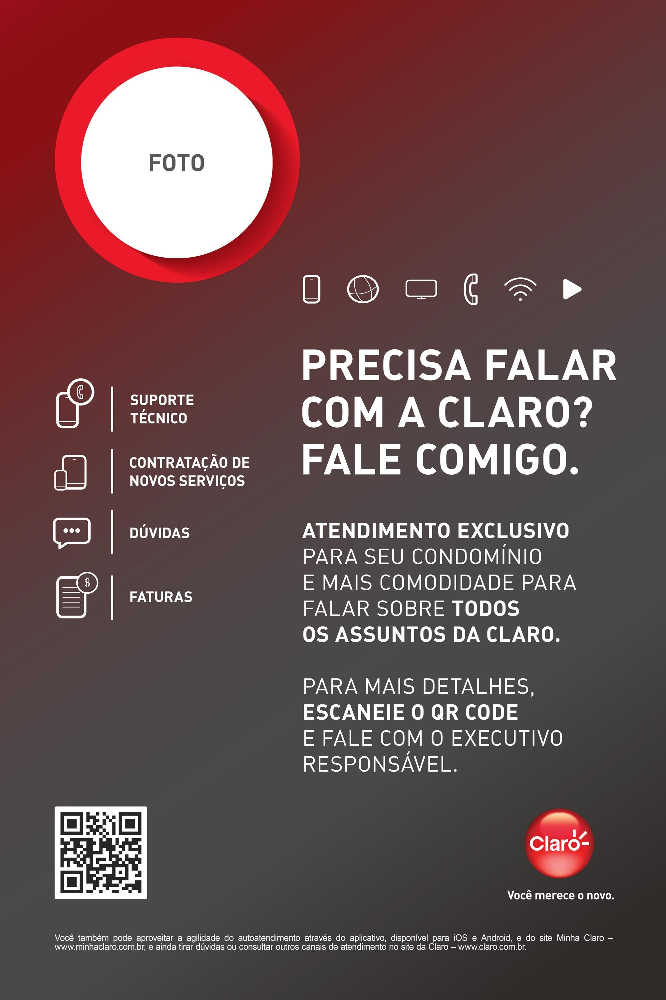 FOTO
PRECISA FALAR
COM A CLARO?
FALE COMIGO.
SUPORTE
TÉCNICO
CONTRATAÇÃO DE
NOVOS SERVIÇOS
DÚVIDAS
$
FATURAS
ATENDIMENTO EXCLUSIVO
PARA SEU CONDOMÍNIO
E MAIS COMODIDADE PARA
FALAR SOBRE TODOS
OS ASSUNTOS DA CLARO.
PARA MAIS DETALHES,
ESCANEIE O QR CODE
E FALE COM O EXECUTIVO
RESPONSÁVEL.
Claro
Você merece o novo.
Você também pode aproveitar a agilidade do autoatendimento através do aplicativo, disponível para iOS e Android, e do site Minha Claro –
www.minhaclaro.com.br, e ainda tirar dúvidas ou consultar outros canais de atendimento no site da Claro – www.claro.com.br.